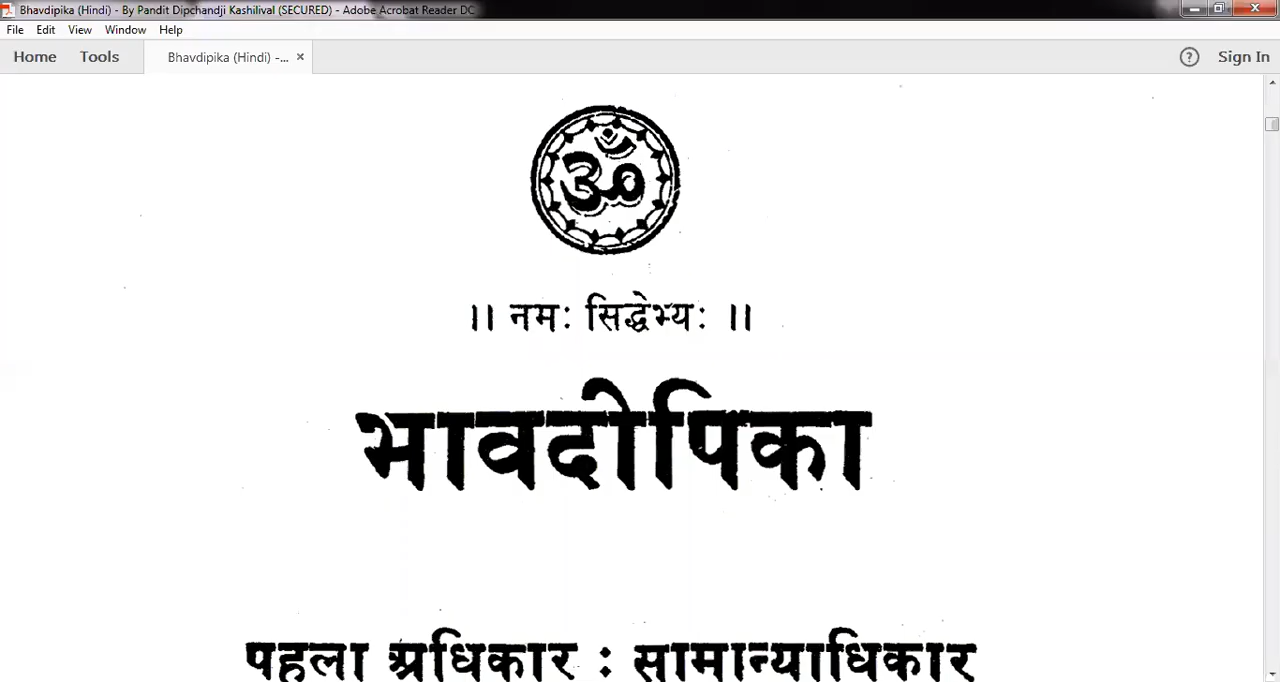 Bhavdipika (Hindi) - By Pandit Dipchandji Kashilival (SECURED) - Adobe Acrobat Reader DC
File Edit View Window Help
Home Tools Bhavdipika (Hindi) -... × ? Sign In
ॐ
।। नमः सिद्धेभ्यः ।।
भावदीपिका
पहला अधिकार : सामान्याधिकार